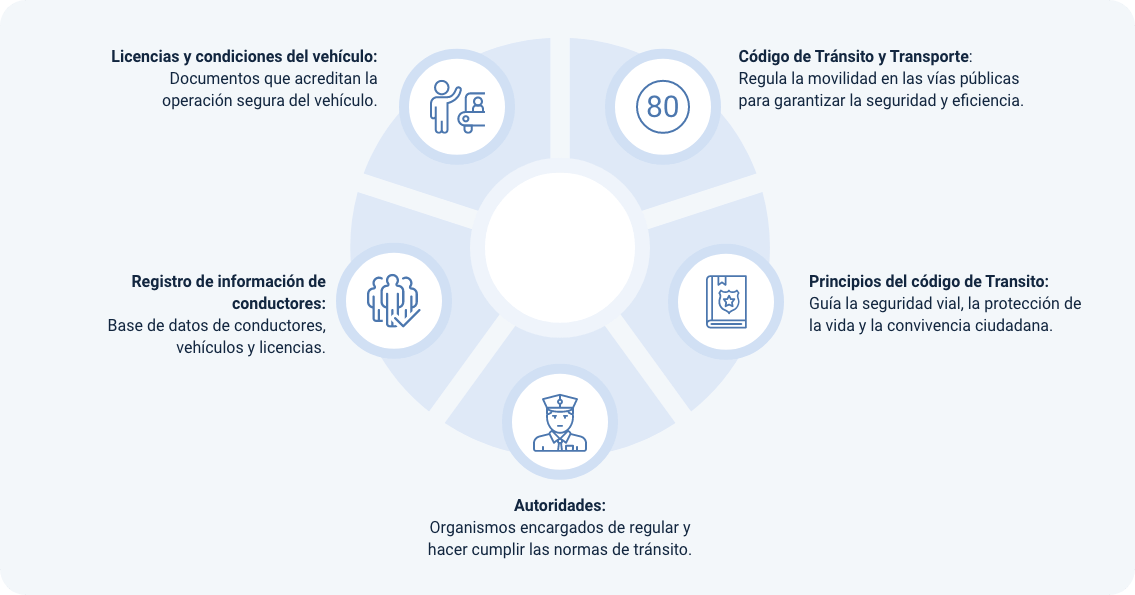 Licencias y condiciones del vehículo:
Documentos que acreditan la
operación segura del vehículo.
Código de Tránsito y Transporte:
Regula la movilidad en las vías públicas
para garantizar la seguridad y eficiencia.
80
Registro de información de
conductores:
Base de datos de conductores,
vehículos y licencias.
Principios del código de Transito:
Guía la seguridad vial, la protección de
la vida y la convivencia ciudadana.
Autoridades:
Organismos encargados de regular y
hacer cumplir las normas de tránsito.